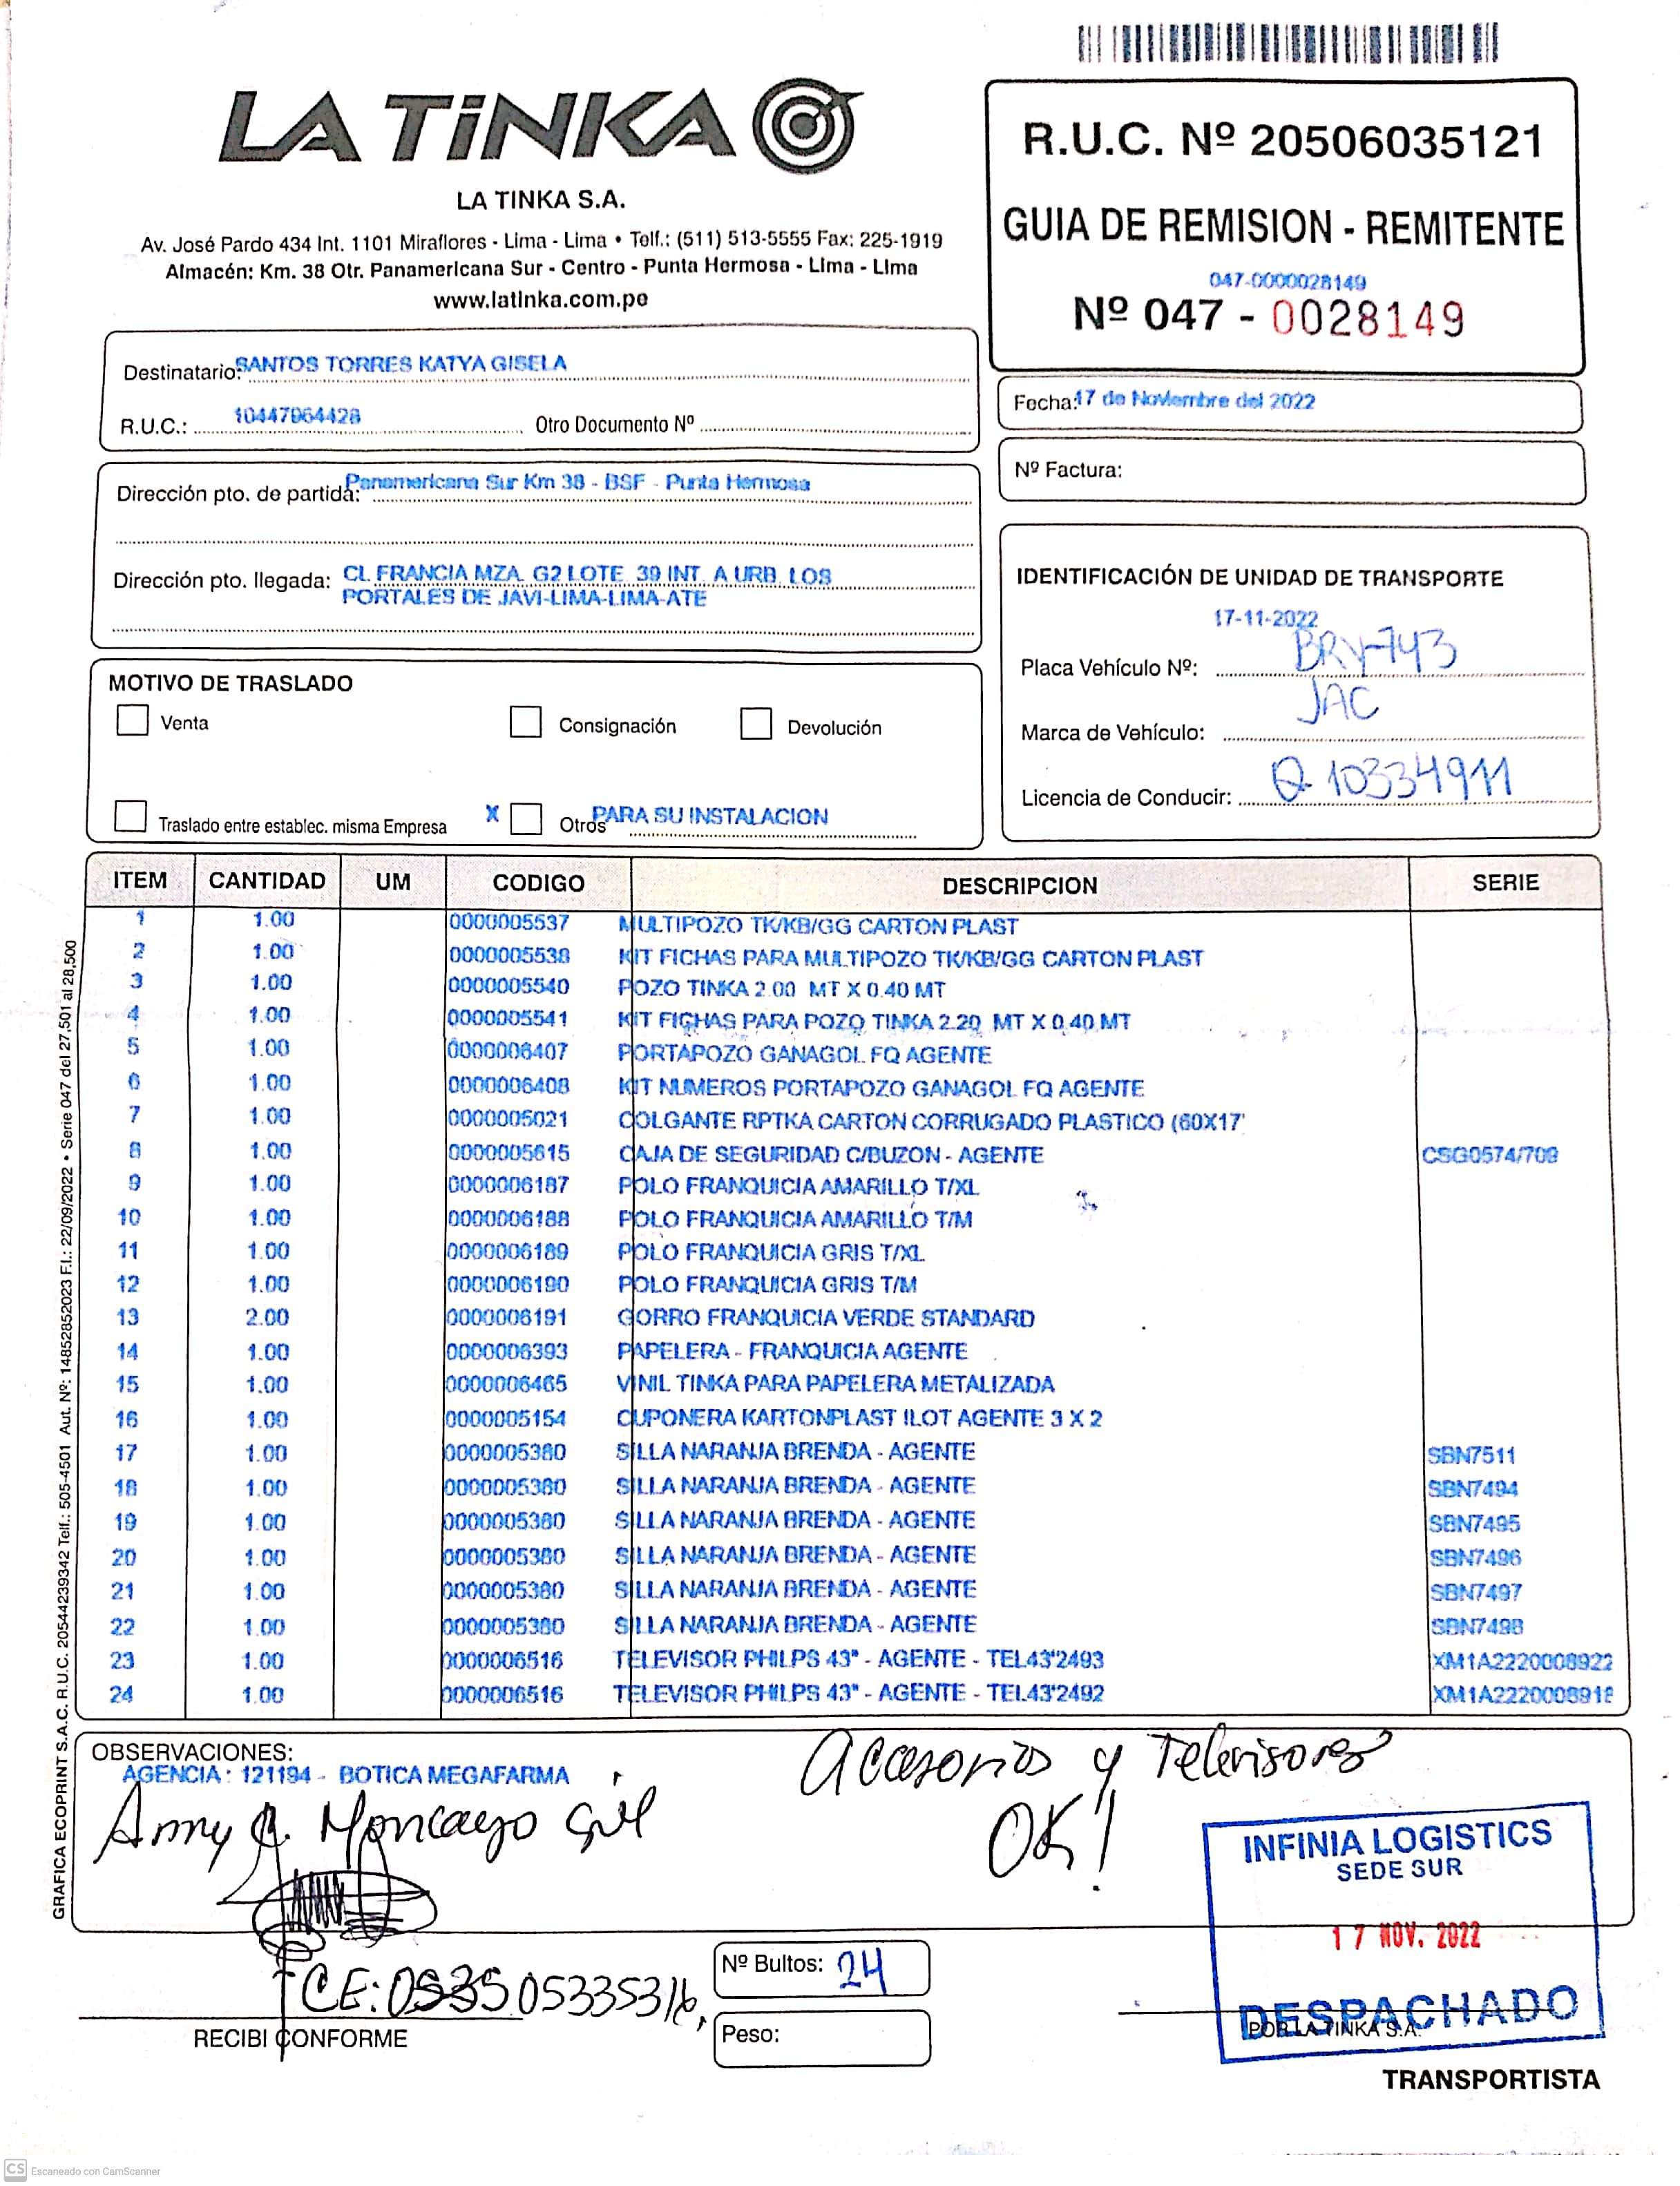 LA TiNKA
LA TINKA S.A.
Av. José Pardo 434 Int. 1101 Miraflores - Lima - Lima • Telf.: (511) 513-5555 Fax: 225-1919
Almacén: Km. 38 Otr. Panamericana Sur - Centro - Punta Hermosa - Lima - Lima
www.latinka.com.pe
R.U.C. Nº 20506035121
GUIA DE REMISION - REMITENTE
047-0000028149
Nº 047 - 0028149
Destinatario: SANTOS TORRES KATYA GISELA
R.U.C.: 10447964428 Otro Documento Nº
Fecha: 17 de Noviembre del 2022
Nº Factura:
Dirección pto. de partida: Panamericana Sur Km 38 - BSF - Punta Hermosa
Dirección pto. llegada: CL FRANCIA MZA. G2 LOTE. 39 INT. A URB. LOS
PORTALES DE JAVI-LIMA-LIMA-ATE
IDENTIFICACIÓN DE UNIDAD DE TRANSPORTE
17-11-2022
Placa Vehículo Nº: BRV-743
Marca de Vehículo: JAC
Licencia de Conducir: Q 10334911
MOTIVO DE TRASLADO
Venta Consignación Devolución
Traslado entre establec. misma Empresa X Otros PARA SU INSTALACION
ITEM CANTIDAD UM CODIGO DESCRIPCION SERIE
1 1.00 0000005537 MULTIPOZO TK/KB/GG CARTON PLAST
2 1.00 0000005538 KIT FICHAS PARA MULTIPOZO TK/KB/GG CARTON PLAST
3 1.00 0000005540 POZO TINKA 2.00 MT X 0.40 MT
4 1.00 0000005541 KIT FICHAS PARA POZO TINKA 2.20 MT X 0.40 MT
5 1.00 0000006407 PORTAPOZO GANAGOL FQ AGENTE
6 1.00 0000006408 KIT NUMEROS PORTAPOZO GANAGOL FQ AGENTE
7 1.00 0000005021 COLGANTE RPTKA CARTON CORRUGADO PLASTICO (60X17'
8 1.00 0000005615 CAJA DE SEGURIDAD C/BUZON - AGENTE CSG0574/709
9 1.00 0000006187 POLO FRANQUICIA AMARILLO T/XL
10 1.00 0000006188 POLO FRANQUICIA AMARILLO T/M
11 1.00 0000006189 POLO FRANQUICIA GRIS T/XL
12 1.00 0000006190 POLO FRANQUICIA GRIS T/M
13 2.00 0000006191 GORRO FRANQUICIA VERDE STANDARD
14 1.00 0000006393 PAPELERA - FRANQUICIA AGENTE
15 1.00 0000006465 VINIL TINKA PARA PAPELERA METALIZADA
16 1.00 0000005154 CUPONERA KARTONPLAST ILOT AGENTE 3 X 2
17 1.00 0000005380 SILLA NARANJA BRENDA - AGENTE SBN7511
18 1.00 0000005380 SILLA NARANJA BRENDA - AGENTE SBN7494
19 1.00 0000005380 SILLA NARANJA BRENDA - AGENTE SBN7495
20 1.00 0000005380 SILLA NARANJA BRENDA - AGENTE SBN7496
21 1.00 0000005380 SILLA NARANJA BRENDA - AGENTE SBN7497
22 1.00 0000005380 SILLA NARANJA BRENDA - AGENTE SBN7498
23 1.00 0000006516 TELEVISOR PHILPS 43" - AGENTE - TEL43'2493 XM1A2220008922
24 1.00 0000006516 TELEVISOR PHILPS 43" - AGENTE - TEL43'2492 XM1A2220008918
GRAFICA ECOPRINT S.A.C. R.U.C. 20544239342 Telf.: 505-4501 Aut. Nº: 14852852023 F.I.: 22/09/2022 • Serie 047 del 27,501 al 28,500
OBSERVACIONES:
AGENCIA: 121194 - BOTICA MEGAFARMA
Accesorios y Televisores
OK!
Anny J. Moncayo Gil
INFINIA LOGISTICS
SEDE SUR
17 NOV. 2022
DESPACHADO
CE: 053353316
Nº Bultos: 24
Peso:
RECIBI CONFORME
POR LA TINKA S.A.
TRANSPORTISTA
CS Escaneado con CamScanner